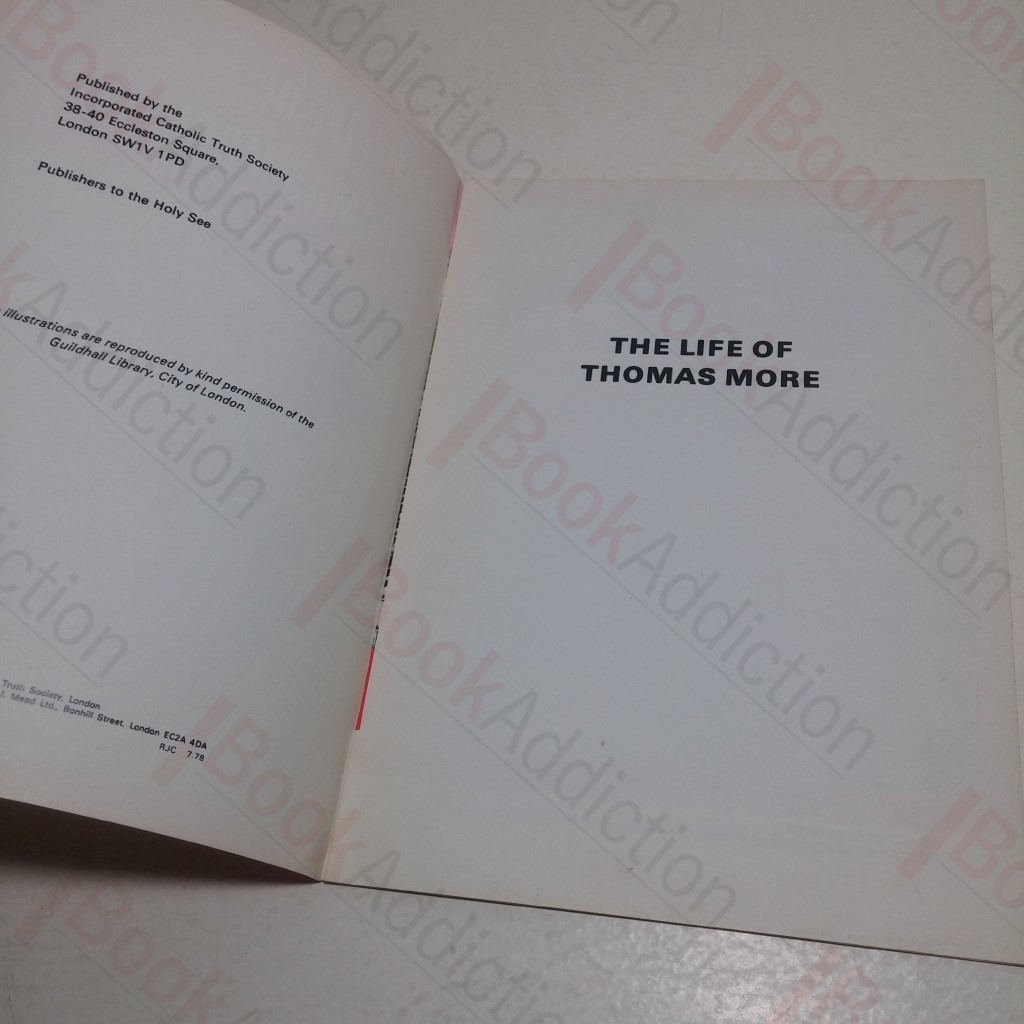 Published by the
Incorporated Catholic Truth Society
38-40 Eccleston Square,
London SW1V 1PD
Publishers to the Holy See
illustrations are reproduced by kind permission of the
Guildhall Library, City of London.
Truth Society, London
J. Mead Ltd., Bonhill Street, London EC2A 4DA
RJC 7.78
THE LIFE OF
THOMAS MORE
BookAddiction